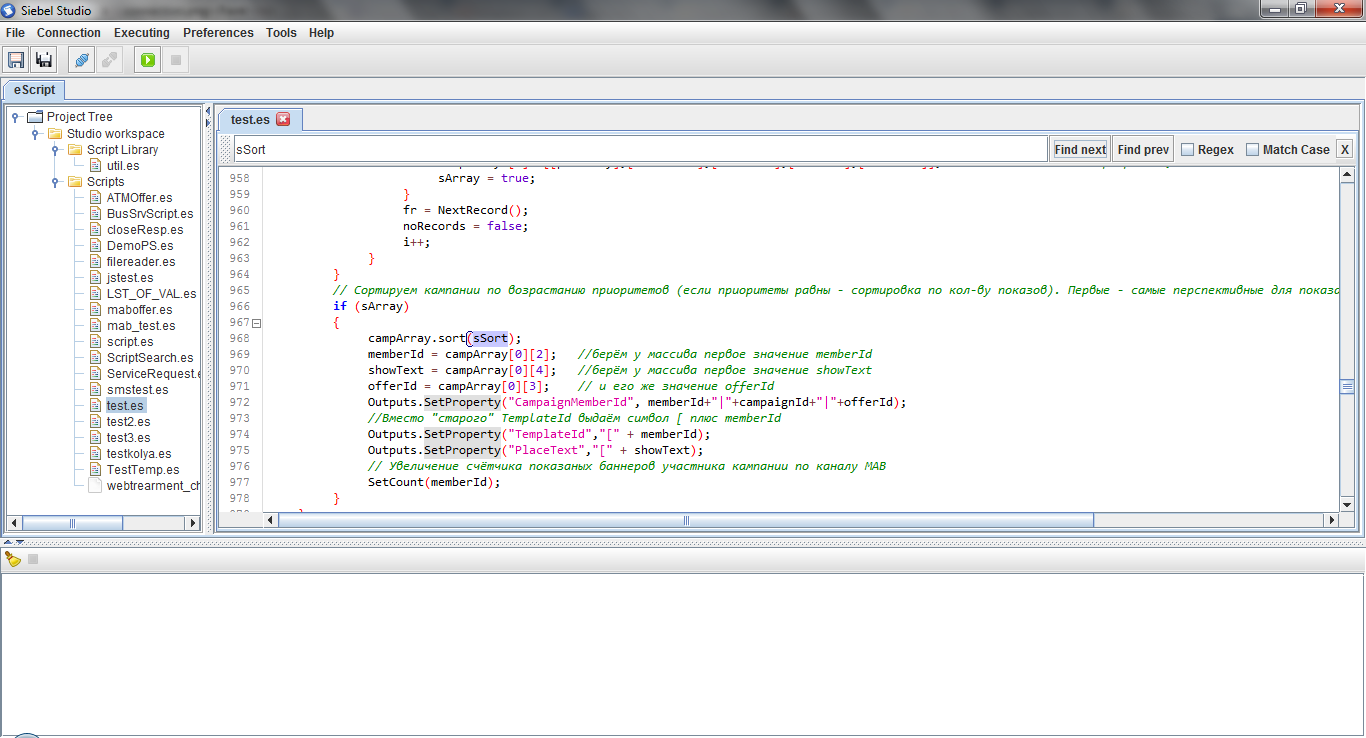 Siebel Studio
File Connection Executing Preferences Tools Help
eScript
Project Tree
Studio workspace
Script Library
util.es
Scripts
ATMOffer.es
BusSrvScript.es
closeResp.es
DemoPS.es
filereader.es
jstest.es
LST_OF_VAL.es
maboffer.es
mab_test.es
script.es
ScriptSearch.es
ServiceRequest.e
smstest.es
test.es
test2.es
test3.es
testkolya.es
TestTemp.es
webtrearment_ch
test.es
sSort Find next Find prev Regex Match Case X
958 sArray = true;
959 }
960 fr = NextRecord();
961 noRecords = false;
962 i++;
963 }
964 }
965 // Сортируем кампании по возрастанию приоритетов (если приоритеты равны - сортировка по кол-ву показов). Первые - самые перспективные для показа
966 if (sArray)
967 {
968 campArray.sort(sSort);
969 memberId = campArray[0][2]; //берём у массива первое значение memberId
970 showText = campArray[0][4]; //берём у массива первое значение showText
971 offerId = campArray[0][3]; // и его же значение offerId
972 Outputs.SetProperty("CampaignMemberId", memberId+"|"+campaignId+"|"+offerId);
973 //Вместо "старого" TemplateId выдаём символ [ плюс memberId
974 Outputs.SetProperty("TemplateId","[" + memberId);
975 Outputs.SetProperty("PlaceText","[" + showText);
976 // Увеличение счётчика показаных баннеров участника кампании по каналу MAB
977 SetCount(memberId);
978 }